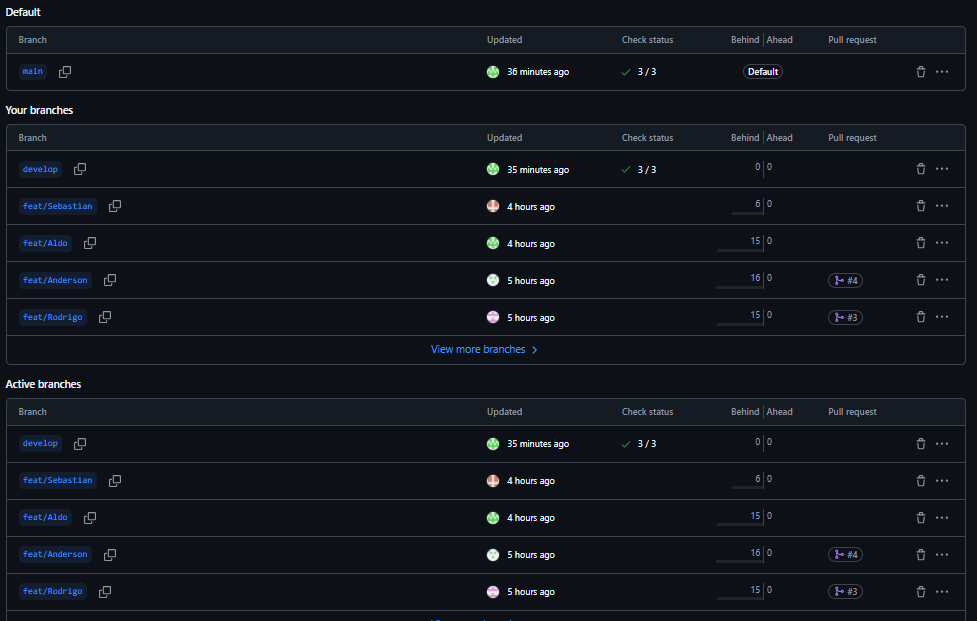 Default
Branch Updated Check status Behind Ahead Pull request
main 36 minutes ago 3 / 3 Default
Your branches
Branch Updated Check status Behind Ahead Pull request
develop 35 minutes ago 3 / 3 0 0
feat/Sebastian 4 hours ago 6 0
feat/Aldo 4 hours ago 15 0
feat/Anderson 5 hours ago 16 0 #4
feat/Rodrigo 5 hours ago 15 0 #3
View more branches
Active branches
Branch Updated Check status Behind Ahead Pull request
develop 35 minutes ago 3 / 3 0 0
feat/Sebastian 4 hours ago 6 0
feat/Aldo 4 hours ago 15 0
feat/Anderson 5 hours ago 16 0 #4
feat/Rodrigo 5 hours ago 15 0 #3